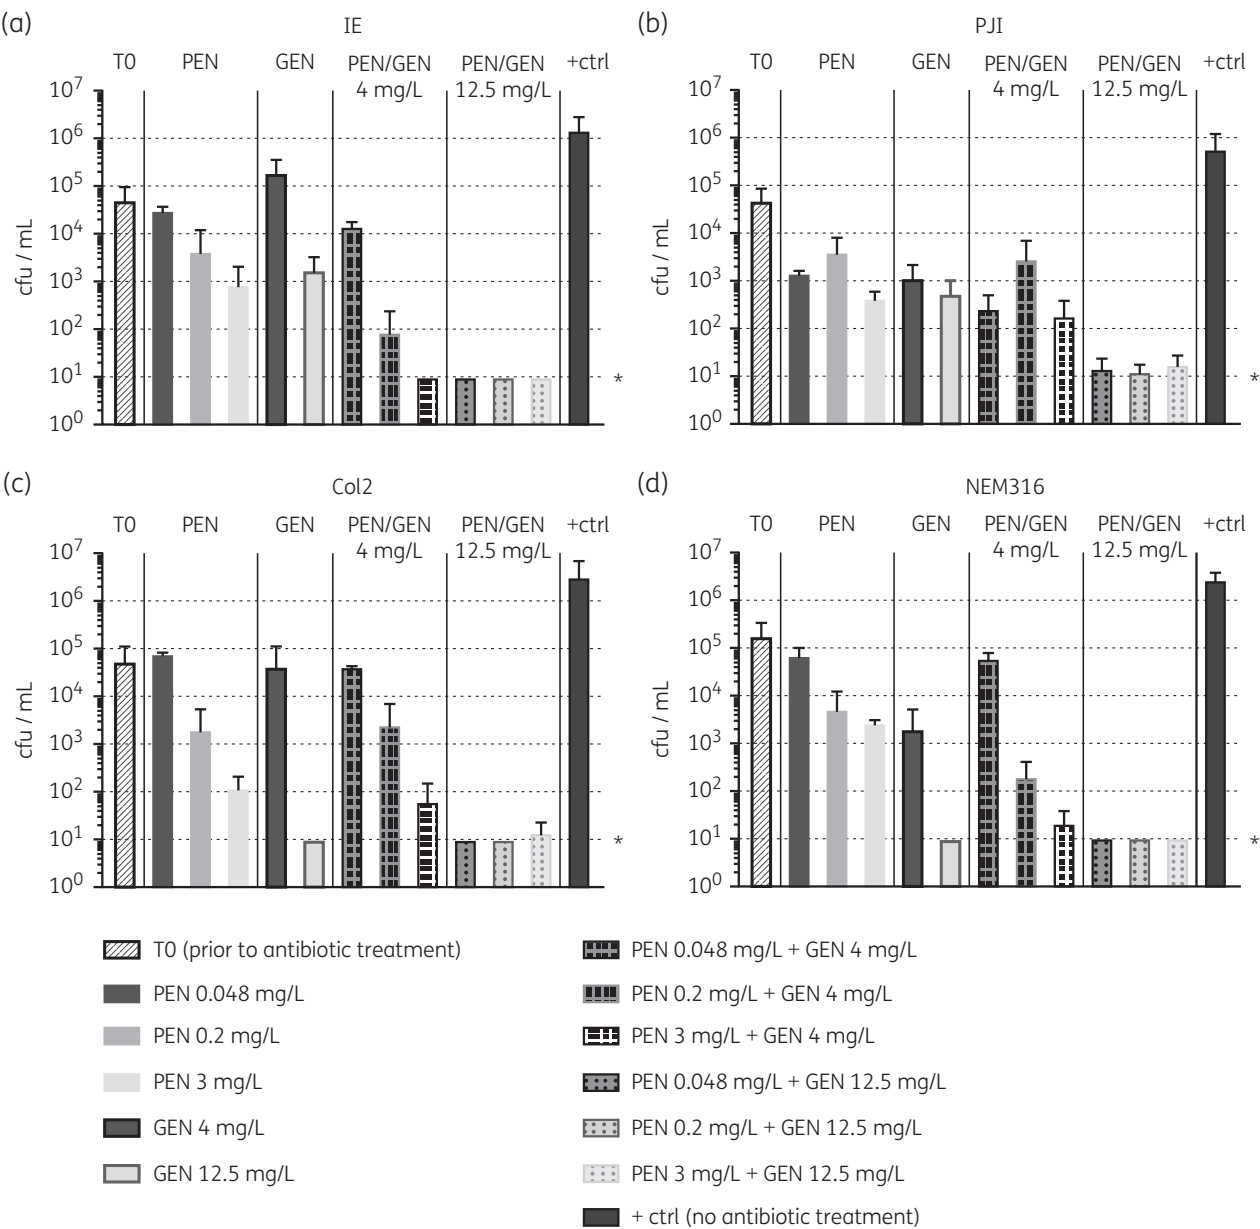 (a) IE
T0 PEN GEN PEN/GEN 4 mg/L PEN/GEN 12.5 mg/L +ctrl
10⁷
10⁶
10⁵
10⁴
10³
10²
10¹ *
10⁰
cfu / mL
(b) PJI
T0 PEN GEN PEN/GEN 4 mg/L PEN/GEN 12.5 mg/L +ctrl
10⁷
10⁶
10⁵
10⁴
10³
10²
10¹ *
10⁰
cfu / mL
(c) Col2
T0 PEN GEN PEN/GEN 4 mg/L PEN/GEN 12.5 mg/L +ctrl
10⁷
10⁶
10⁵
10⁴
10³
10²
10¹ *
10⁰
cfu / mL
(d) NEM316
T0 PEN GEN PEN/GEN 4 mg/L PEN/GEN 12.5 mg/L +ctrl
10⁷
10⁶
10⁵
10⁴
10³
10²
10¹ *
10⁰
cfu / mL
T0 (prior to antibiotic treatment)
PEN 0.048 mg/L
PEN 0.2 mg/L
PEN 3 mg/L
GEN 4 mg/L
GEN 12.5 mg/L
PEN 0.048 mg/L + GEN 4 mg/L
PEN 0.2 mg/L + GEN 4 mg/L
PEN 3 mg/L + GEN 4 mg/L
PEN 0.048 mg/L + GEN 12.5 mg/L
PEN 0.2 mg/L + GEN 12.5 mg/L
PEN 3 mg/L + GEN 12.5 mg/L
+ ctrl (no antibiotic treatment)